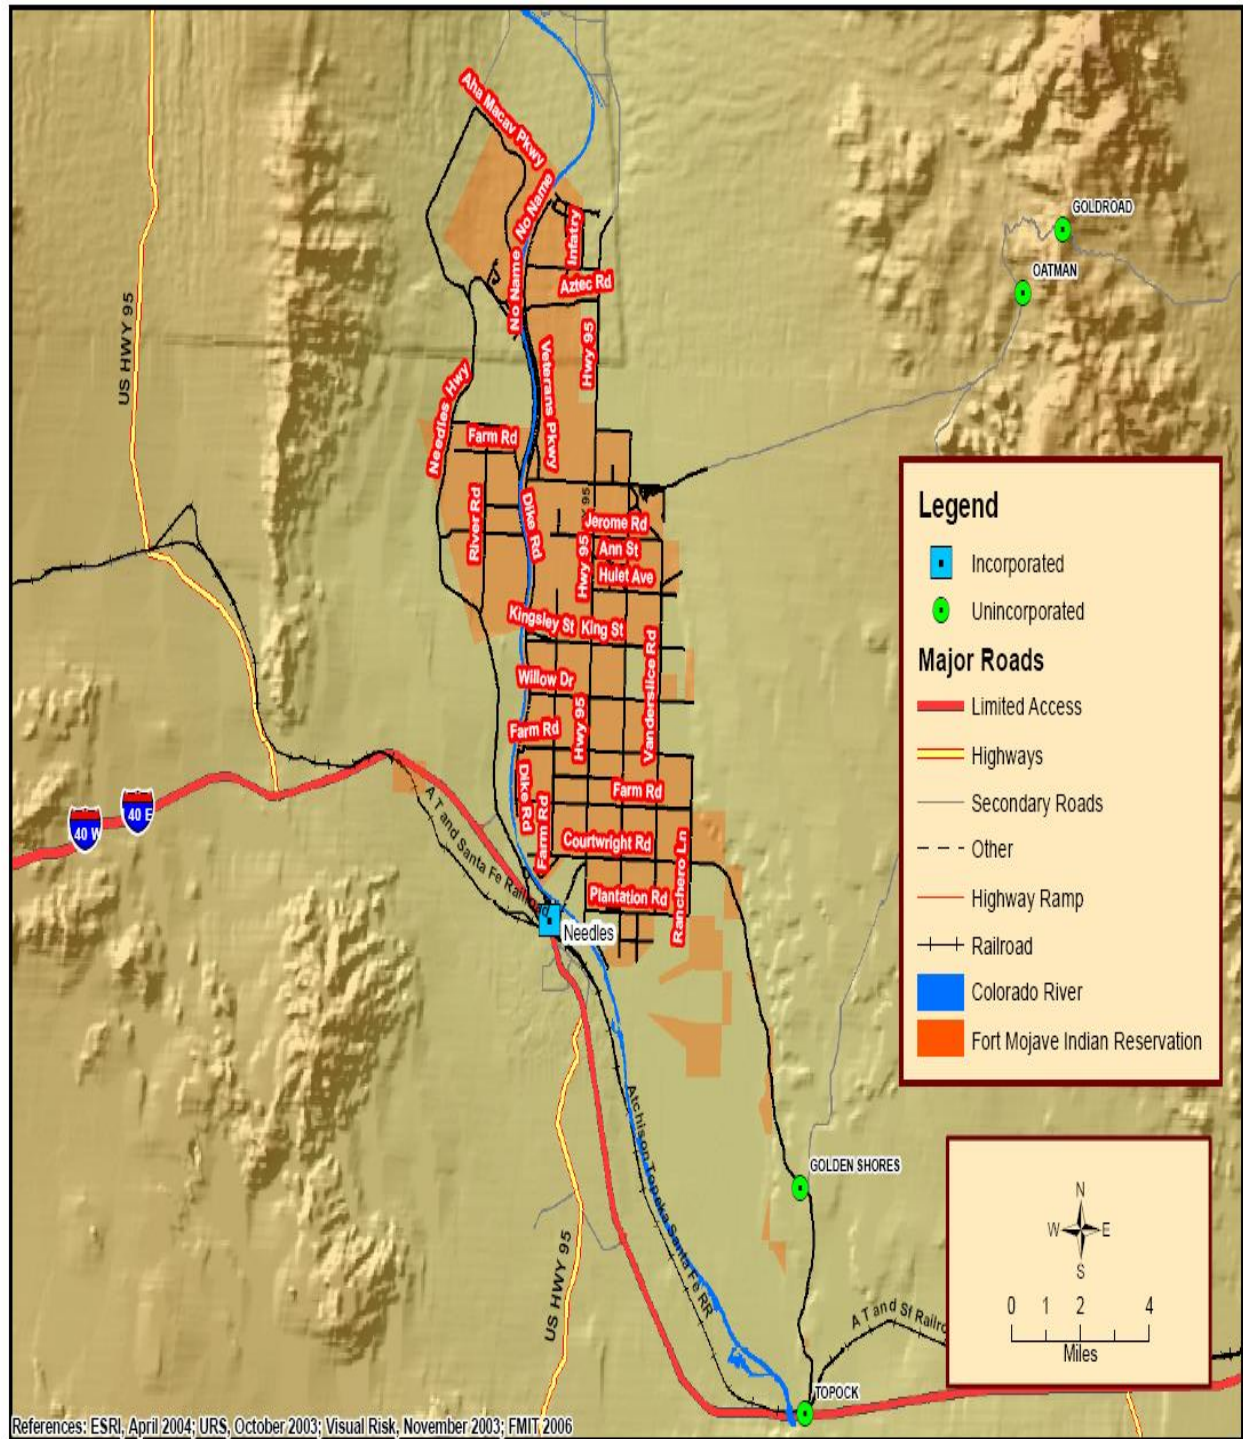 Aha Macav Pkwy
No Name
No Name
Infatry
Aztec Rd
GOLDROAD
OATMAN
US HWY 95
Hwy 95
Veterans Pkwy
Needles Hwy
Farm Rd
River Rd
Dike Rd
Y 95
Jerome Rd
Ann St
Hwy 95
Hulet Ave
Kingsley St
King St
Vanderslice Rd
Willow Dr
Hwy 95
Farm Rd
Dike Rd
Farm Rd
Farm Rd
Courtwright Rd
Ranchero Ln
Plantation Rd
40 W
40 E
A T and Santa Fe Railroad
Needles
Atchison Topeka Santa Fe RR
US HWY 95
GOLDEN SHORES
A T and Sf Railro
TOPOCK
Legend
Incorporated
Unincorporated
Major Roads
Limited Access
Highways
Secondary Roads
Other
Highway Ramp
Railroad
Colorado River
Fort Mojave Indian Reservation
N
W E
S
0 1 2 4
Miles
References: ESRI, April 2004; URS, October 2003; Visual Risk, November 2003; FMIT 2006